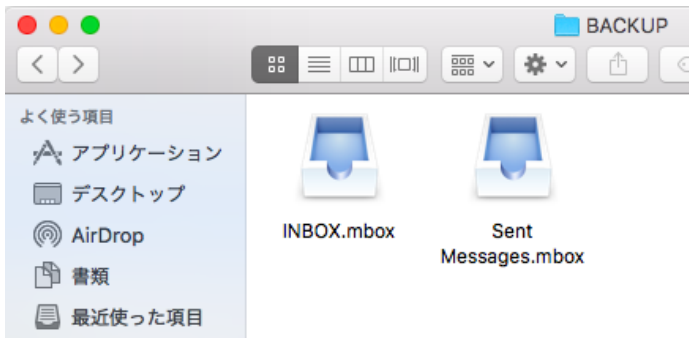 BACKUP
よく使う項目
アプリケーション
デスクトップ
AirDrop
書類
最近使った項目
INBOX.mbox
Sent
Messages.mbox